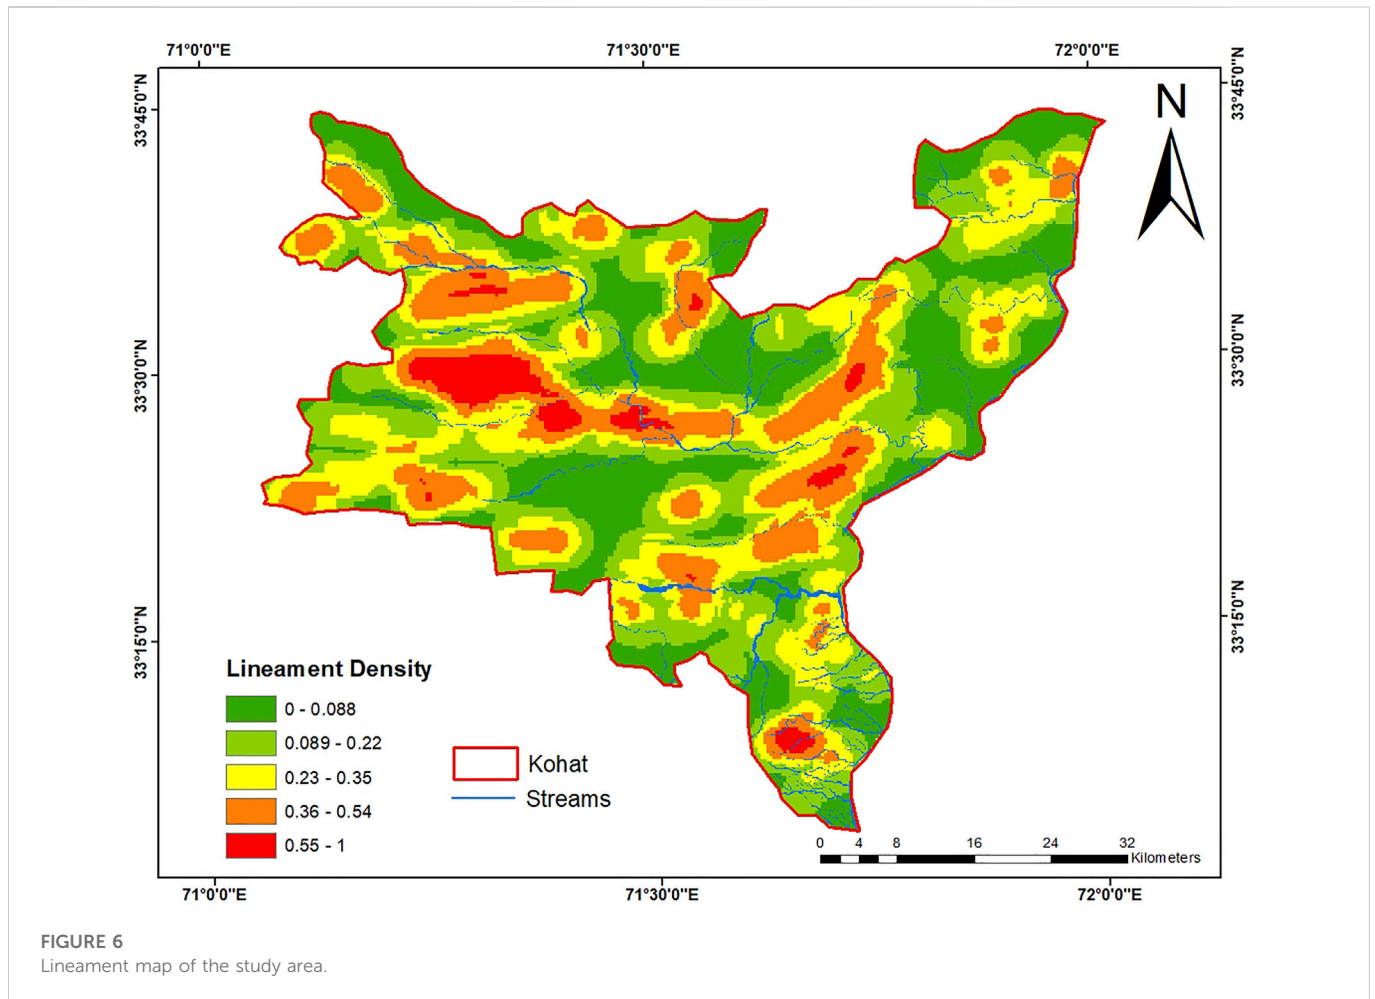 71°0'0"E 71°30'0"E 72°0'0"E
33°45'0"N
33°45'0"N
N
33°30'0"N
33°30'0"N
33°15'0"N
33°15'0"N
Lineament Density
0 - 0.088
0.089 - 0.22
0.23 - 0.35
0.36 - 0.54
0.55 - 1
Kohat
Streams
0 4 8 16 24 32
Kilometers
71°0'0"E 71°30'0"E 72°0'0"E
FIGURE 6
Lineament map of the study area.